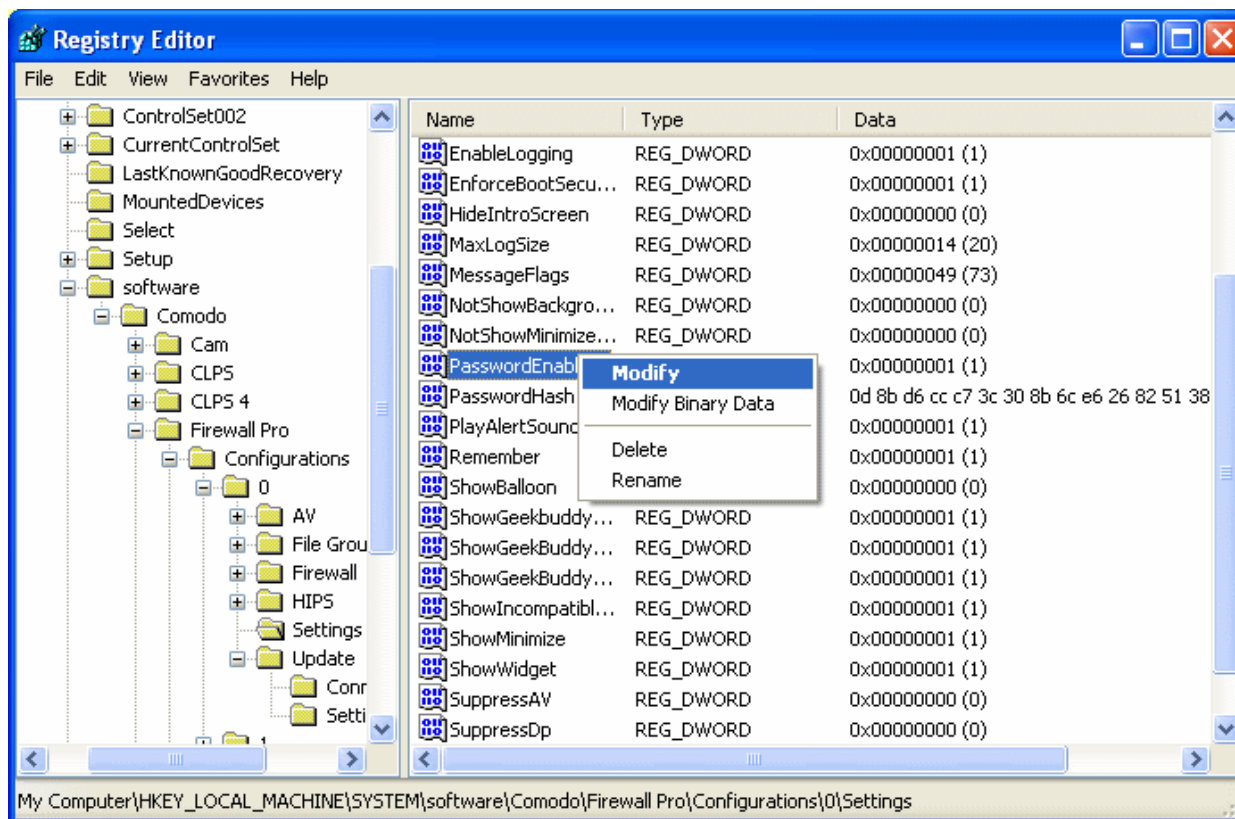 Registry Editor
File Edit View Favorites Help
ControlSet002
CurrentControlSet
LastKnownGoodRecovery
MountedDevices
Select
Setup
software
Comodo
Cam
CLPS
CLPS 4
Firewall Pro
Configurations
0
AV
File Grou
Firewall
HIPS
Settings
Update
Conr
Setti
1
Name Type Data
EnableLogging REG_DWORD 0x00000001 (1)
EnforceBootSecu... REG_DWORD 0x00000001 (1)
HideIntroScreen REG_DWORD 0x00000000 (0)
MaxLogSize REG_DWORD 0x00000014 (20)
MessageFlags REG_DWORD 0x00000049 (73)
NotShowBackgro... REG_DWORD 0x00000000 (0)
NotShowMinimize... REG_DWORD 0x00000000 (0)
PasswordEnabl 0x00000001 (1)
PasswordHash 0d 8b d6 cc c7 3c 30 8b 6c e6 26 82 51 38
PlayAlertSound 0x00000001 (1)
Remember 0x00000001 (1)
ShowBalloon 0x00000000 (0)
ShowGeekbuddy... REG_DWORD 0x00000001 (1)
ShowGeekBuddy... REG_DWORD 0x00000001 (1)
ShowGeekBuddy... REG_DWORD 0x00000001 (1)
ShowIncompatibl... REG_DWORD 0x00000001 (1)
ShowMinimize REG_DWORD 0x00000001 (1)
ShowWidget REG_DWORD 0x00000001 (1)
SuppressAV REG_DWORD 0x00000000 (0)
SuppressDp REG_DWORD 0x00000000 (0)
Modify
Modify Binary Data
Delete
Rename
My Computer\HKEY_LOCAL_MACHINE\SYSTEM\software\Comodo\Firewall Pro\Configurations\0\Settings